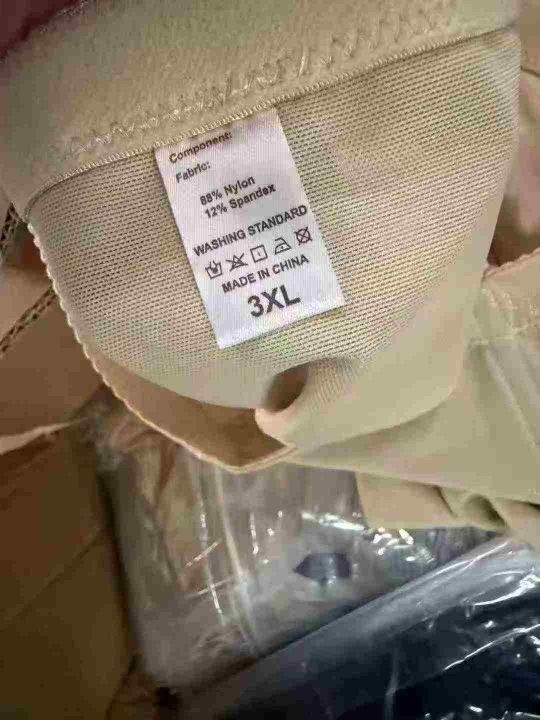 Component:
Fabric:
88% Nylon
12% Spandex
WASHING STANDARD
MADE IN CHINA
3XL